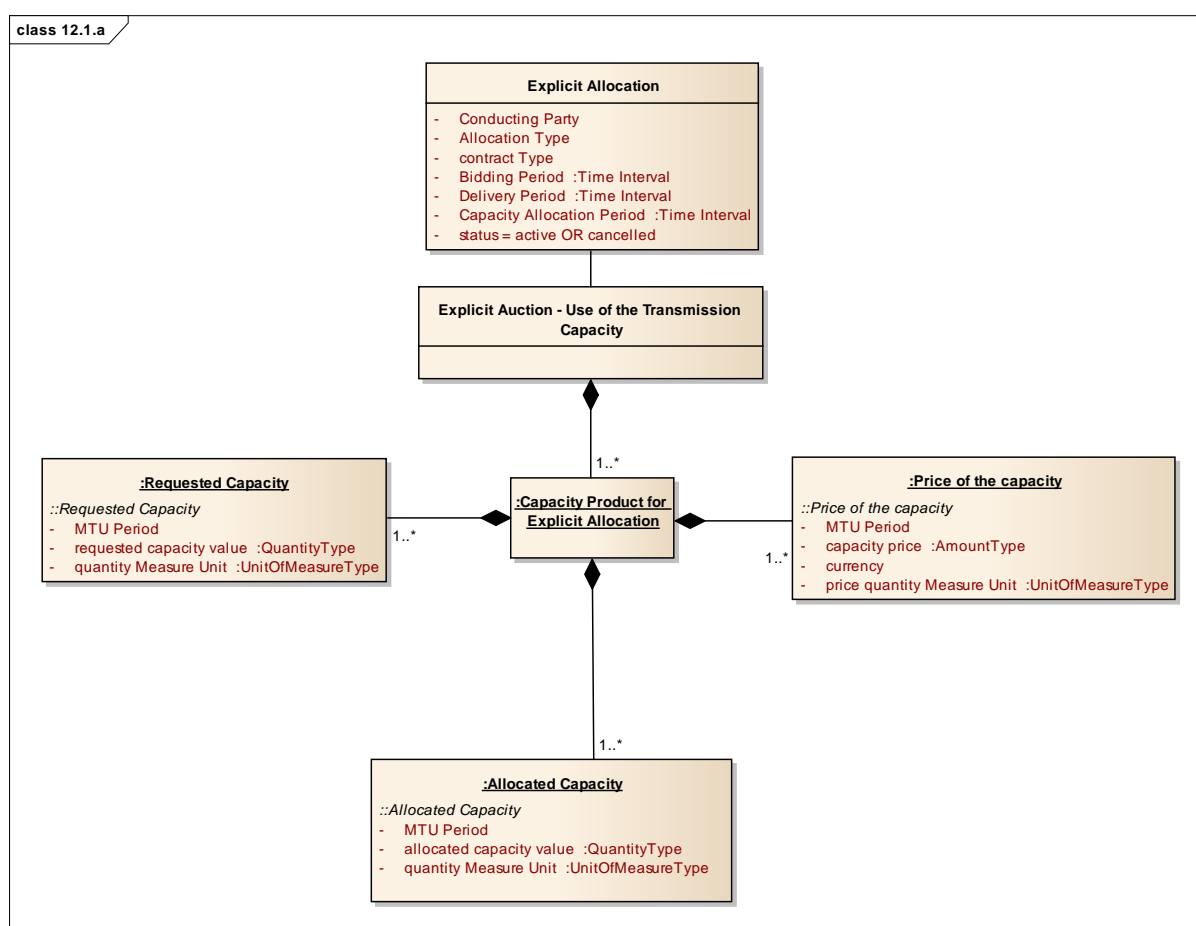 class 12.1.a
Explicit Allocation
- Conducting Party
- Allocation Type
- contract Type
- Bidding Period :Time Interval
- Delivery Period :Time Interval
- Capacity Allocation Period :Time Interval
- status = active OR cancelled
Explicit Auction - Use of the Transmission
Capacity
1..*
:Requested Capacity
::Requested Capacity
- MTU Period
- requested capacity value :QuantityType
- quantity Measure Unit :UnitOfMeasureType
1..*
:Capacity Product for
Explicit Allocation
:Price of the capacity
::Price of the capacity
- MTU Period
- capacity price :AmountType
- currency
- price quantity Measure Unit :UnitOfMeasureType
1..*
1..*
:Allocated Capacity
::Allocated Capacity
- MTU Period
- allocated capacity value :QuantityType
- quantity Measure Unit :UnitOfMeasureType